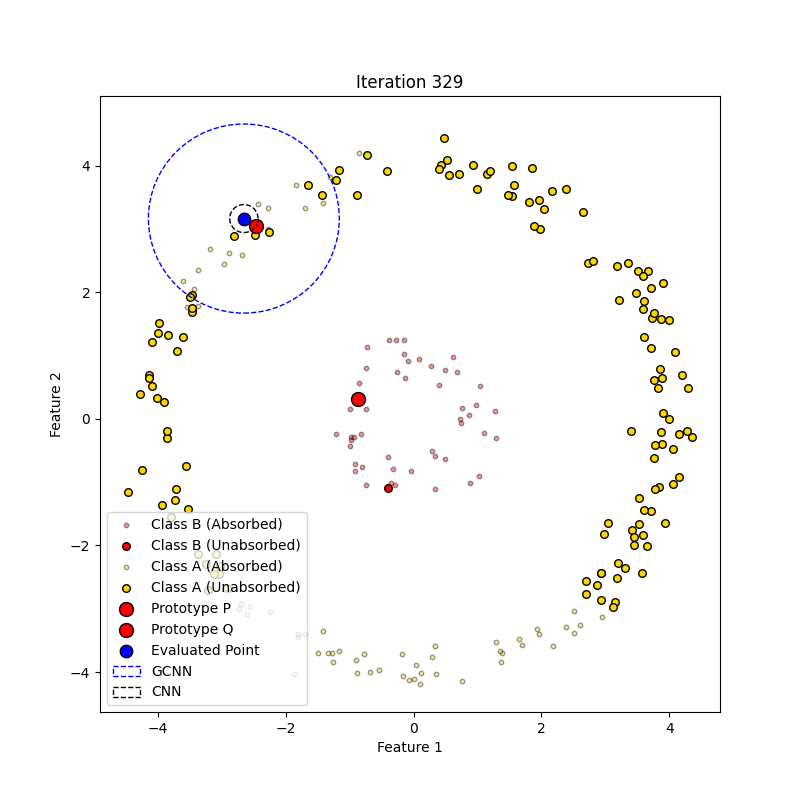 Iteration 329
Feature 2
4
2
0
−2
−4
Class B (Absorbed)
Class B (Unabsorbed)
Class A (Absorbed)
Class A (Unabsorbed)
Prototype P
Prototype Q
Evaluated Point
GCNN
CNN
−4
−2
0
2
4
Feature 1